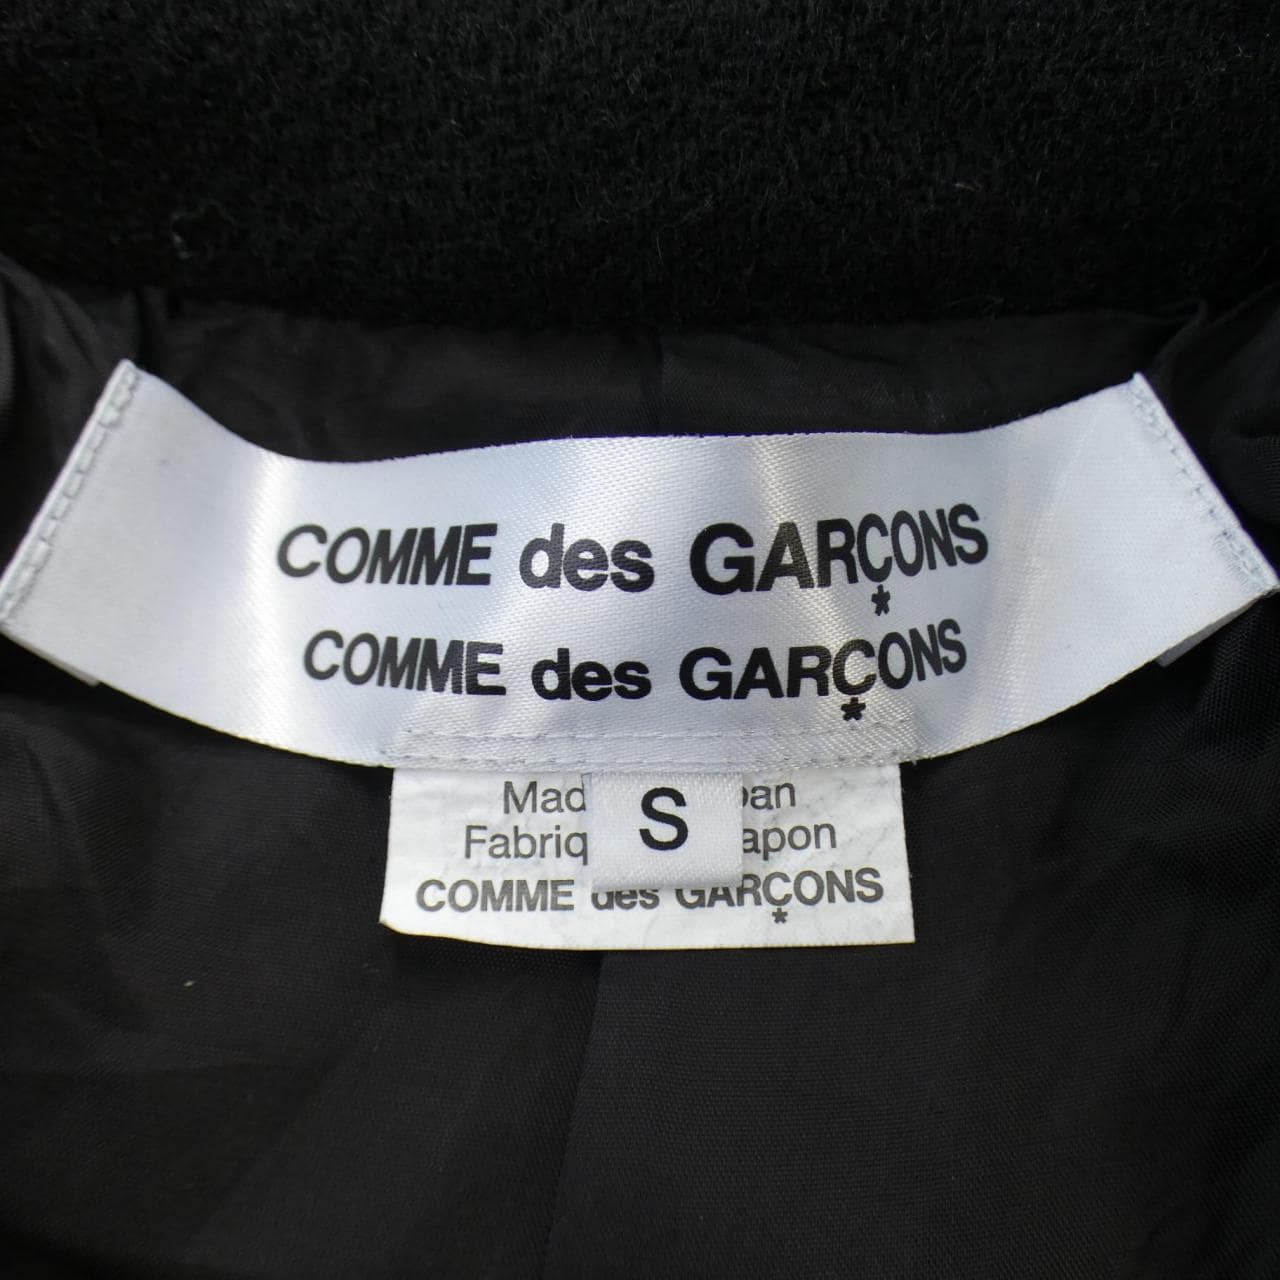 COMME des GARÇONS
*
COMME des GARÇONS
*
S
Mad pan
Fabriq apon
COMME des GARÇONS
*